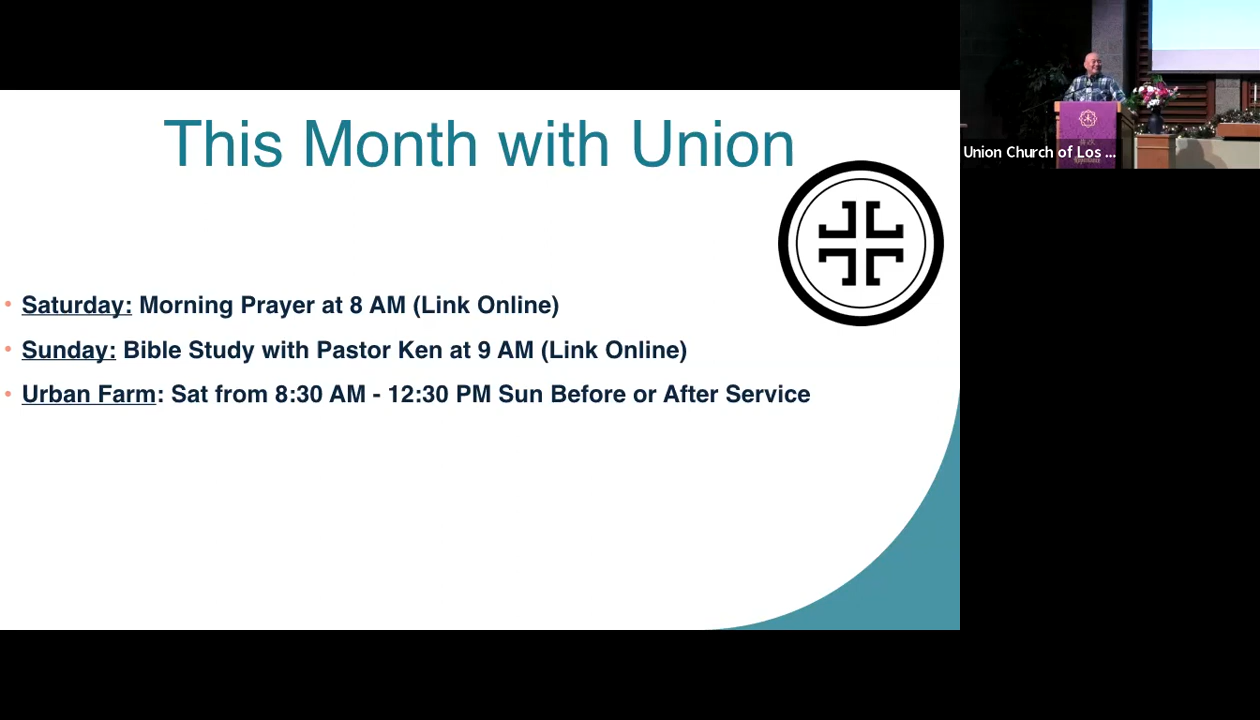 This Month with Union
• Saturday: Morning Prayer at 8 AM (Link Online)
• Sunday: Bible Study with Pastor Ken at 9 AM (Link Online)
• Urban Farm: Sat from 8:30 AM - 12:30 PM Sun Before or After Service
Union Church of Los ...